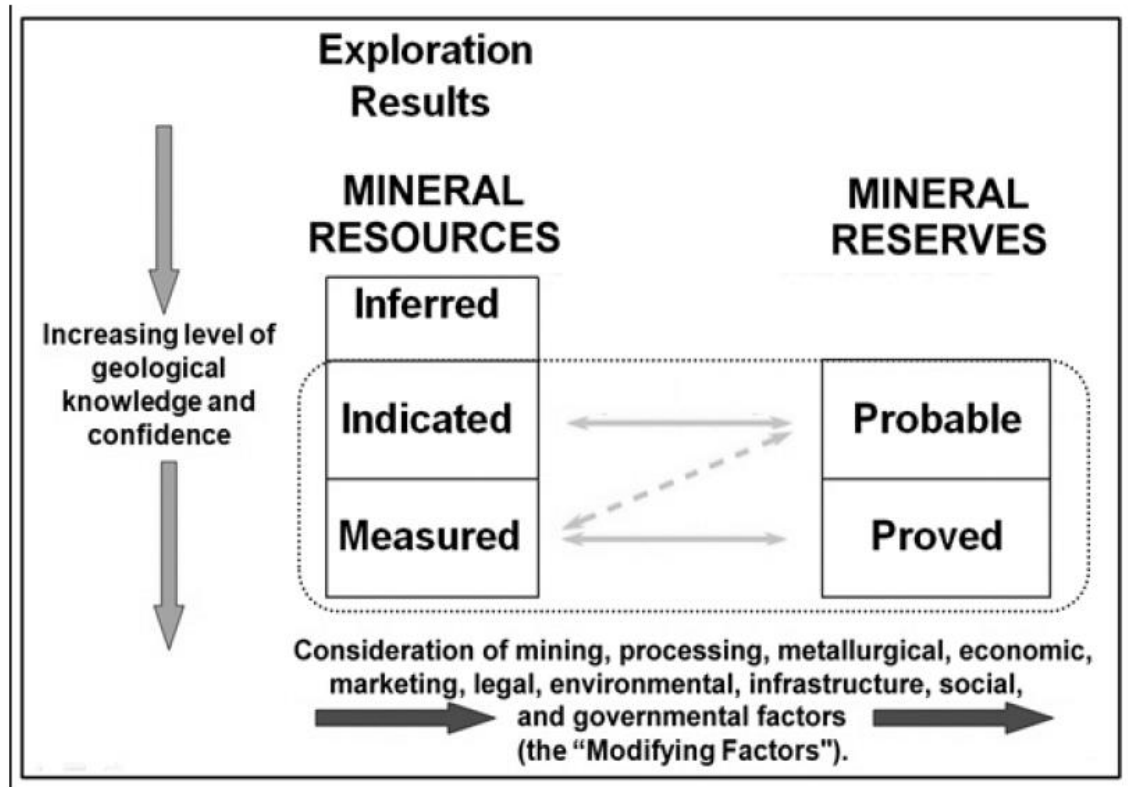 Exploration
Results
MINERAL
RESOURCES
MINERAL
RESERVES
Inferred
Increasing level of
geological
knowledge and
confidence
Indicated
Probable
Measured
Proved
Consideration of mining, processing, metallurgical, economic,
marketing, legal, environmental, infrastructure, social,
and governmental factors
(the “Modifying Factors").